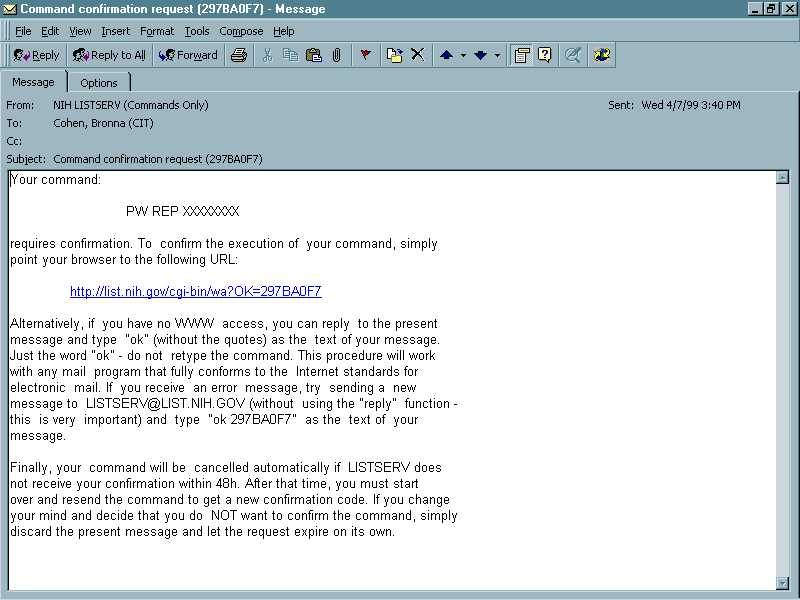 Command confirmation request (297BA0F7) - Message
File Edit View Insert Format Tools Compose Help
Reply Reply to All Forward
Message Options
From: NIH LISTSERV (Commands Only) Sent: Wed 4/7/99 3:40 PM
To: Cohen, Bronna (CIT)
Cc:
Subject: Command confirmation request (297BA0F7)
Your command:
PW REP XXXXXXXX
requires confirmation. To confirm the execution of your command, simply
point your browser to the following URL:
http://list.nih.gov/cgi-bin/wa?OK=297BA0F7
Alternatively, if you have no WWW access, you can reply to the present
message and type "ok" (without the quotes) as the text of your message.
Just the word "ok" - do not retype the command. This procedure will work
with any mail program that fully conforms to the Internet standards for
electronic mail. If you receive an error message, try sending a new
message to LISTSERV@LIST.NIH.GOV (without using the "reply" function -
this is very important) and type "ok 297BA0F7" as the text of your
message.
Finally, your command will be cancelled automatically if LISTSERV does
not receive your confirmation within 48h. After that time, you must start
over and resend the command to get a new confirmation code. If you change
your mind and decide that you do NOT want to confirm the command, simply
discard the present message and let the request expire on its own.